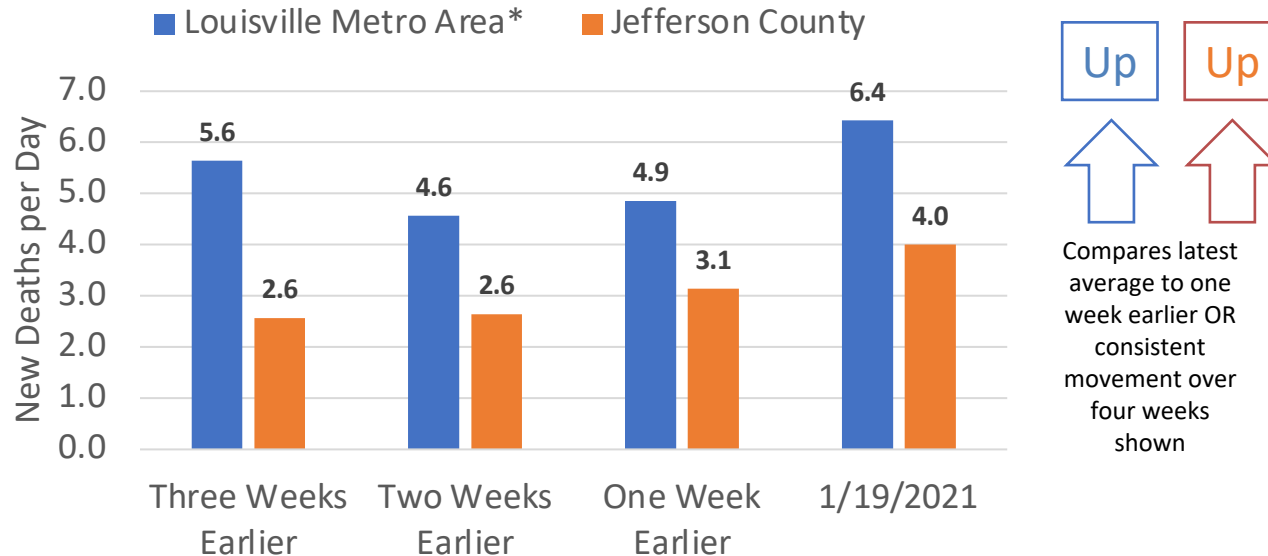 Louisville Metro Area* Jefferson County
Up Up
New Deaths per Day
7.0
6.0
5.0
4.0
3.0
2.0
1.0
0.0
5.6
2.6
4.6
2.6
4.9
3.1
6.4
4.0
Three Weeks
Earlier
Two Weeks
Earlier
One Week
Earlier
1/19/2021
Compares latest
average to one
week earlier OR
consistent
movement over
four weeks
shown